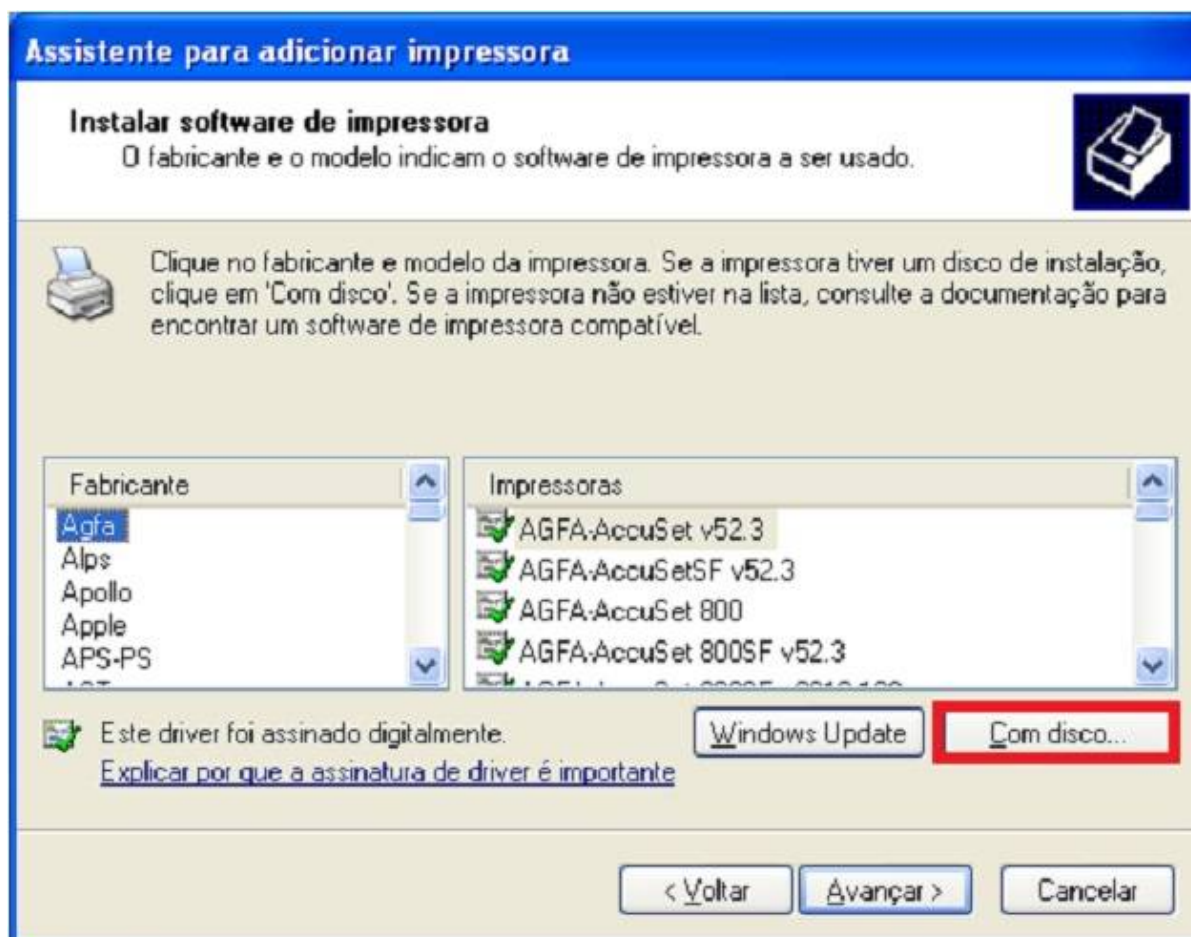 Assistente para adicionar impressora
Instalar software de impressora
O fabricante e o modelo indicam o software de impressora a ser usado.
Clique no fabricante e modelo da impressora. Se a impressora tiver um disco de instalação,
clique em 'Com disco'. Se a impressora não estiver na lista, consulte a documentação para
encontrar um software de impressora compatível.
Fabricante
Agfa
Alps
Apollo
Apple
APS-PS
Impressoras
AGFA-AccuSet v52.3
AGFA-AccuSetSF v52.3
AGFA-AccuSet 800
AGFA-AccuSet 800SF v52.3
Este driver foi assinado digitalmente.
Explicar por que a assinatura de driver é importante
Windows Update
Com disco...
< Voltar
Avançar >
Cancelar